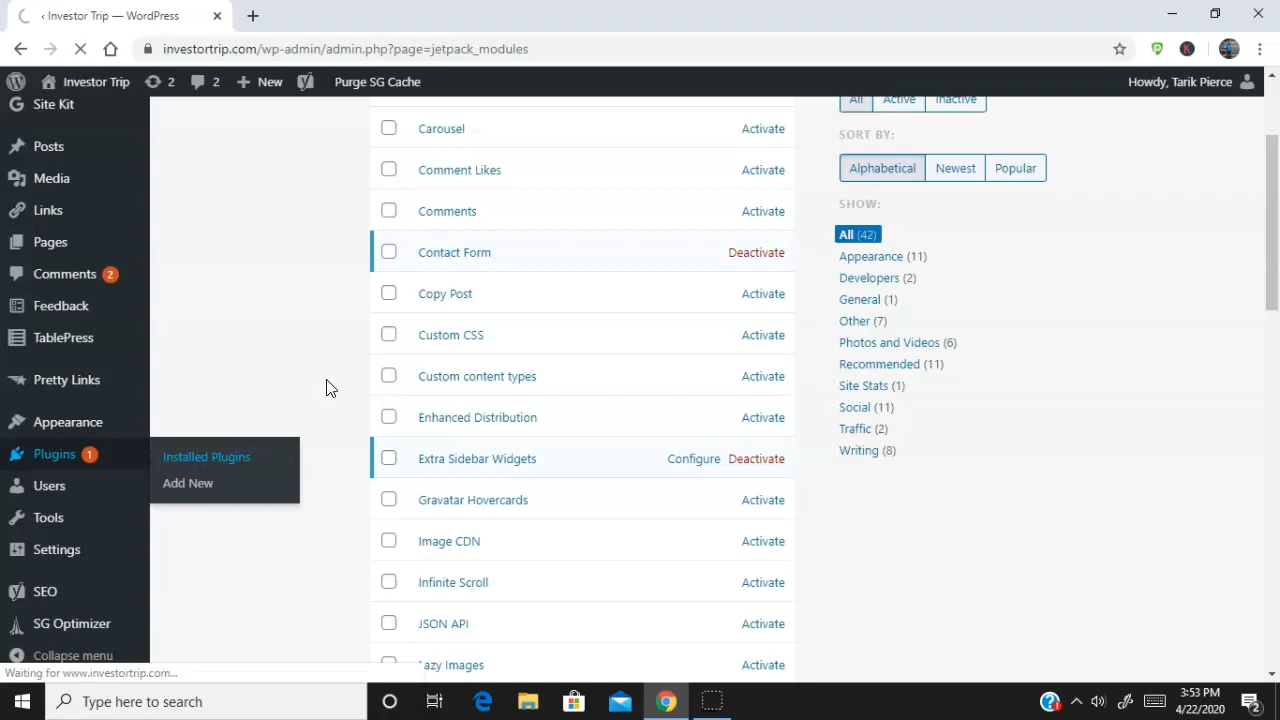 ‹ Investor Trip — WordPress
investortrip.com/wp-admin/admin.php?page=jetpack_modules
Investor Trip 2 2 New Purge SG Cache Howdy, Tarik Pierce
Site Kit
Posts
Media
Links
Pages
Comments 2
Feedback
TablePress
Pretty Links
Appearance
Plugins 1
Installed Plugins
Add New
Users
Tools
Settings
SEO
SG Optimizer
Collapse menu
Waiting for www.investortrip.com...
Carousel Activate
Comment Likes Activate
Comments Activate
Contact Form Deactivate
Copy Post Activate
Custom CSS Activate
Custom content types Activate
Enhanced Distribution Activate
Extra Sidebar Widgets Configure Deactivate
Gravatar Hovercards Activate
Image CDN Activate
Infinite Scroll Activate
JSON API Activate
Lazy Images Activate
All Active Inactive
SORT BY:
Alphabetical Newest Popular
SHOW:
All (42)
Appearance (11)
Developers (2)
General (1)
Other (7)
Photos and Videos (6)
Recommended (11)
Site Stats (1)
Social (11)
Traffic (2)
Writing (8)
Type here to search
3:53 PM
4/22/2020
2